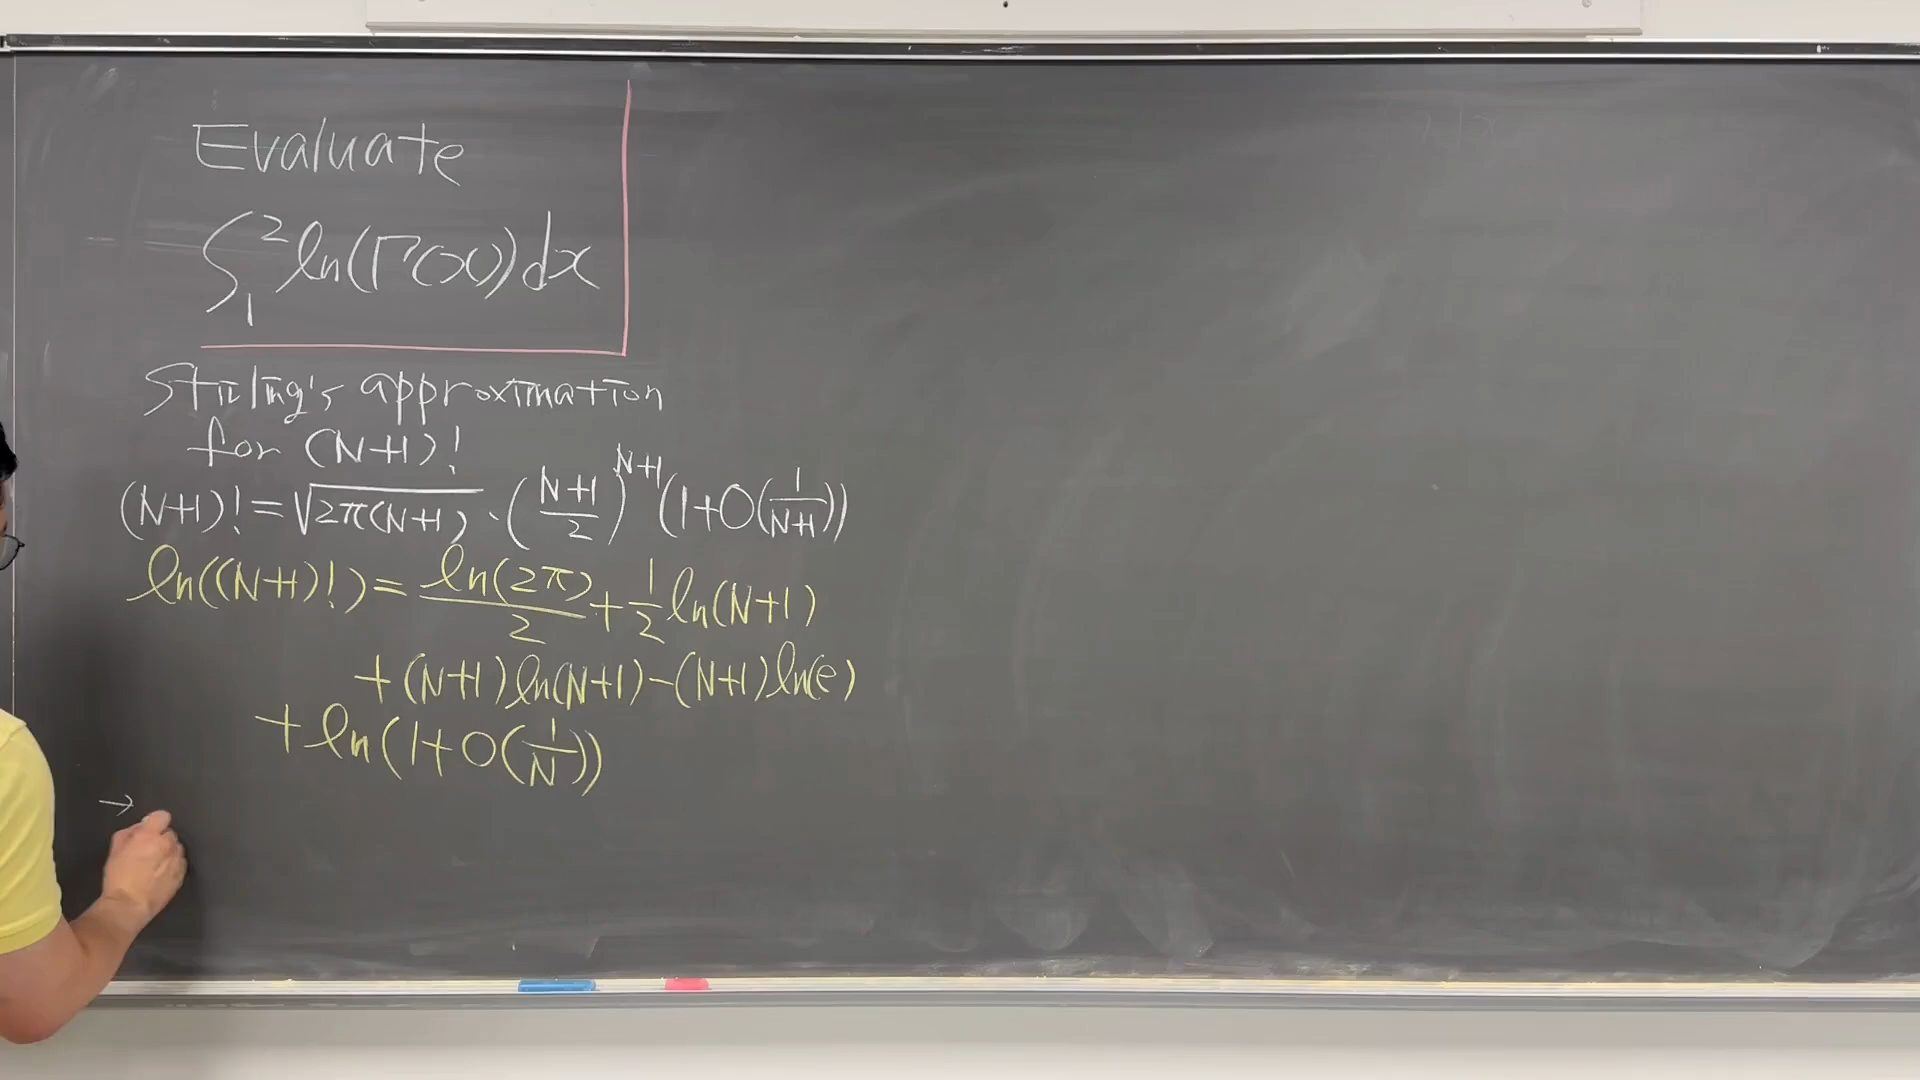 Evaluate
∫₁² ln(Γ(x))dx
Stirling's approximation
for (N+1)!
(N+1)! = √(2π(N+1)) · ((N+1)/2)^(N+1) (1+O(1/(N+1)))
ln((N+1)!) = ln(2π)/2 + 1/2 ln(N+1)
+ (N+1)ln(N+1) - (N+1)ln(e)
+ ln(1+O(1/N))
→